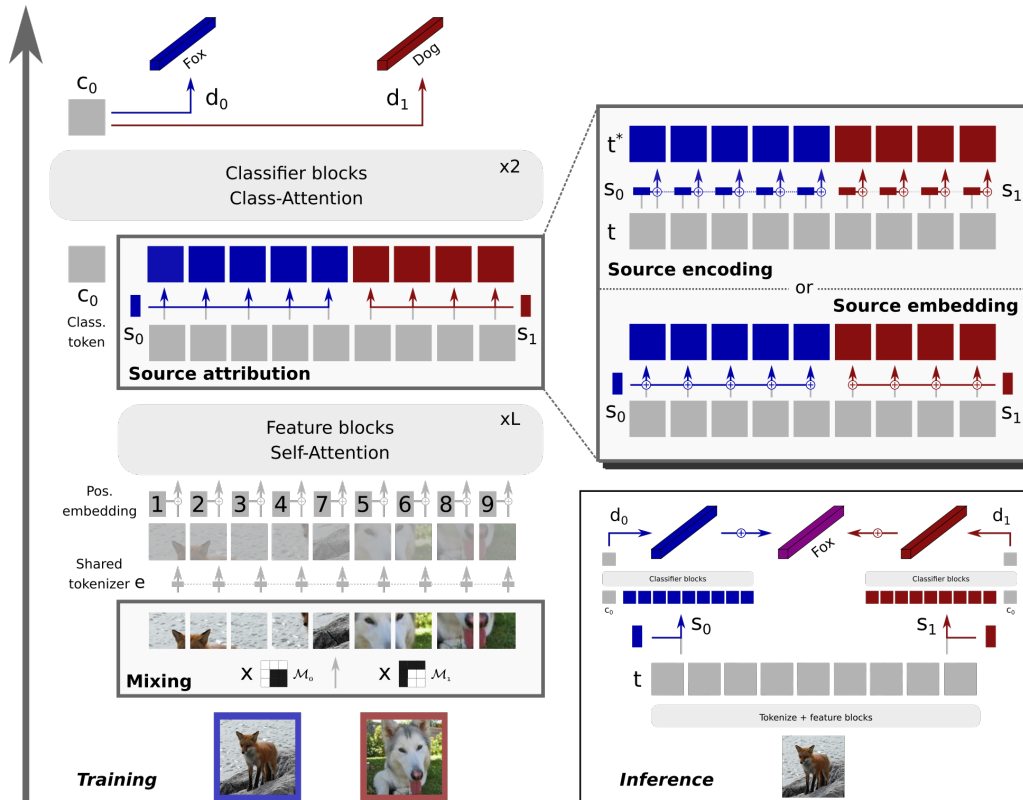 Fox
Dog
c₀
d₀
d₁
Classifier blocks
Class-Attention
x2
c₀
Class.
token
s₀
s₁
Source attribution
Feature blocks
Self-Attention
xL
Pos.
embedding
1 2 3 4 7 5 6 8 9
Shared
tokenizer e
x M₀
x M₁
Mixing
Training
t*
s₀
s₁
t
Source encoding
or
Source embedding
s₀
s₁
d₀
d₁
Fox
Classifier blocks
Classifier blocks
c₀
c₀
s₀
s₁
t
Tokenize + feature blocks
Inference